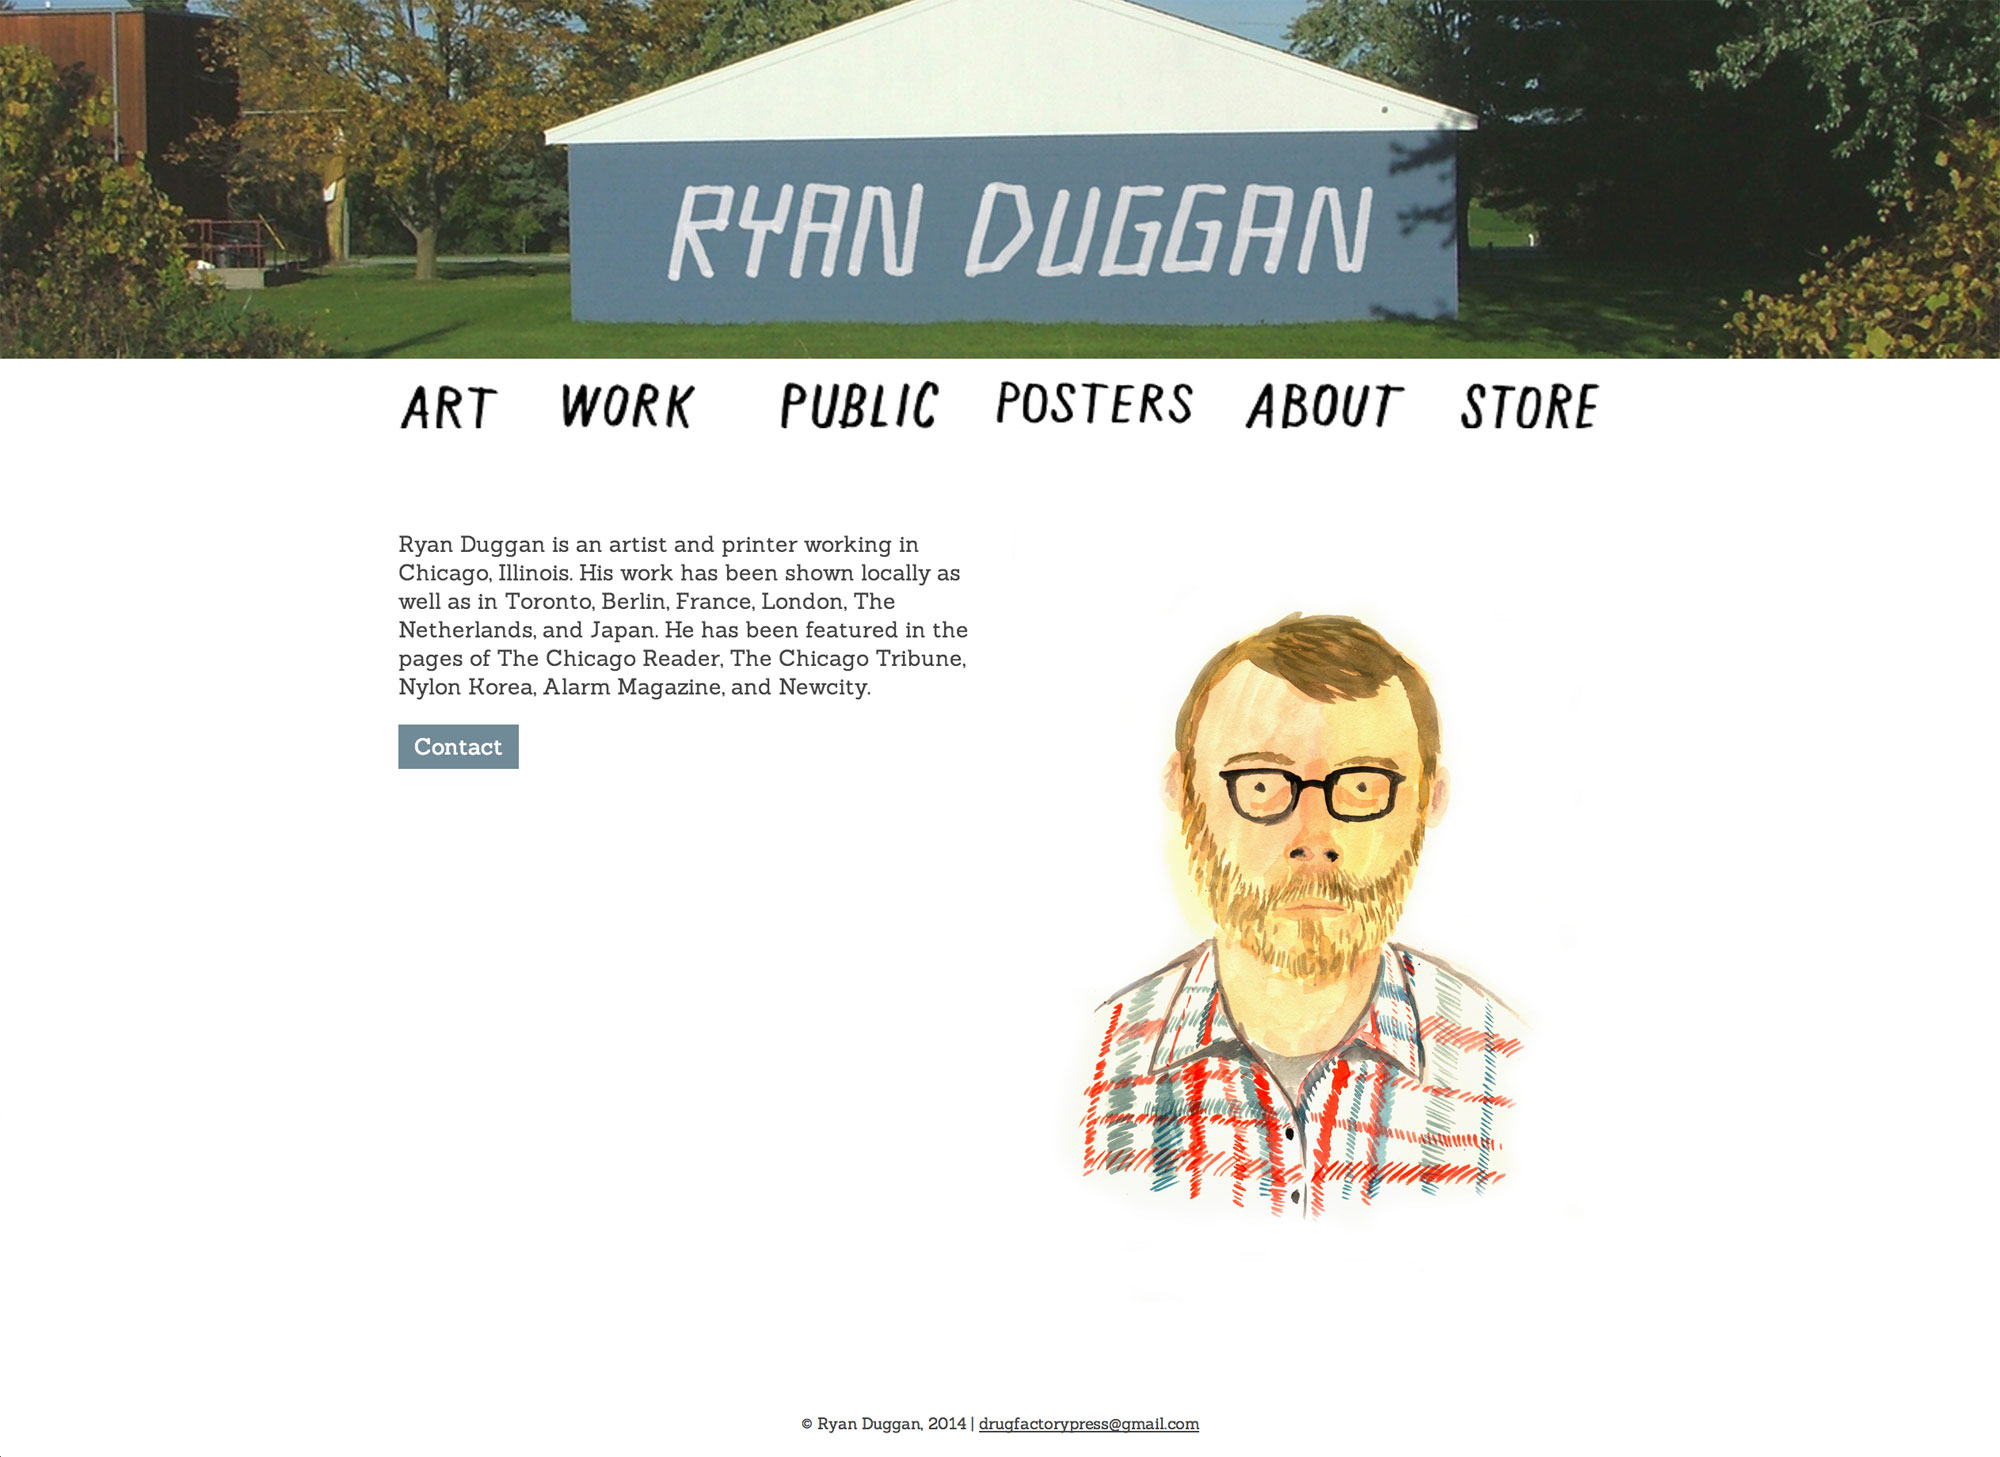 RYAN DUGGAN
ART WORK PUBLIC POSTERS ABOUT STORE
Ryan Duggan is an artist and printer working in
Chicago, Illinois. His work has been shown locally as
well as in Toronto, Berlin, France, London, The
Netherlands, and Japan. He has been featured in the
pages of The Chicago Reader, The Chicago Tribune,
Nylon Korea, Alarm Magazine, and Newcity.
Contact
© Ryan Duggan, 2014 | drugfactorypress@gmail.com